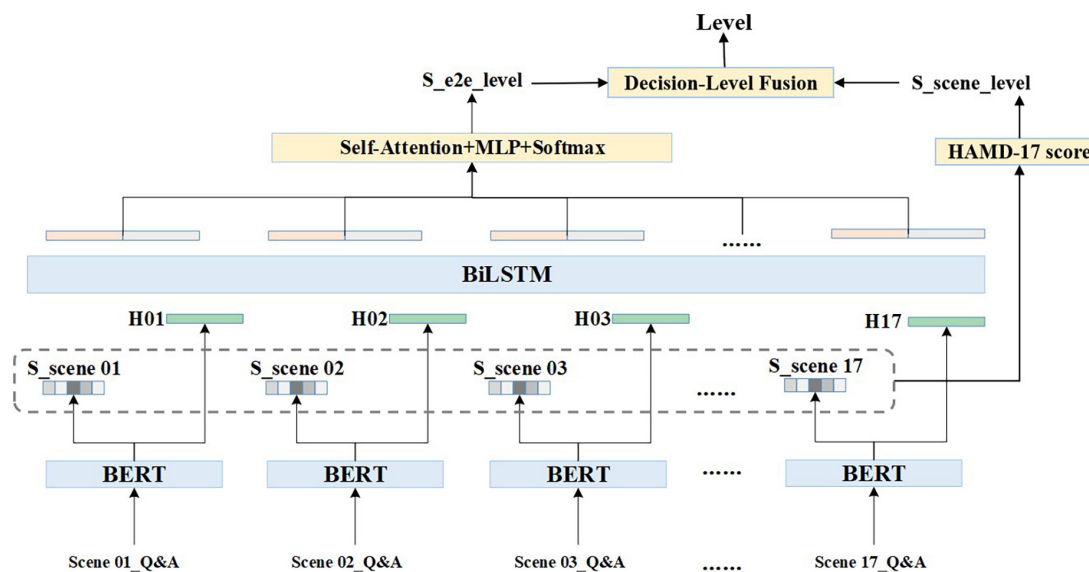 Level
S_e2e_level
Decision-Level Fusion
S_scene_level
Self-Attention+MLP+Softmax
HAMD-17 score
......
BiLSTM
H01
H02
H03
H17
S_scene 01
S_scene 02
S_scene 03
......
S_scene 17
BERT
BERT
BERT
......
BERT
Scene 01_Q&A
Scene 02_Q&A
Scene 03_Q&A
......
Scene 17_Q&A